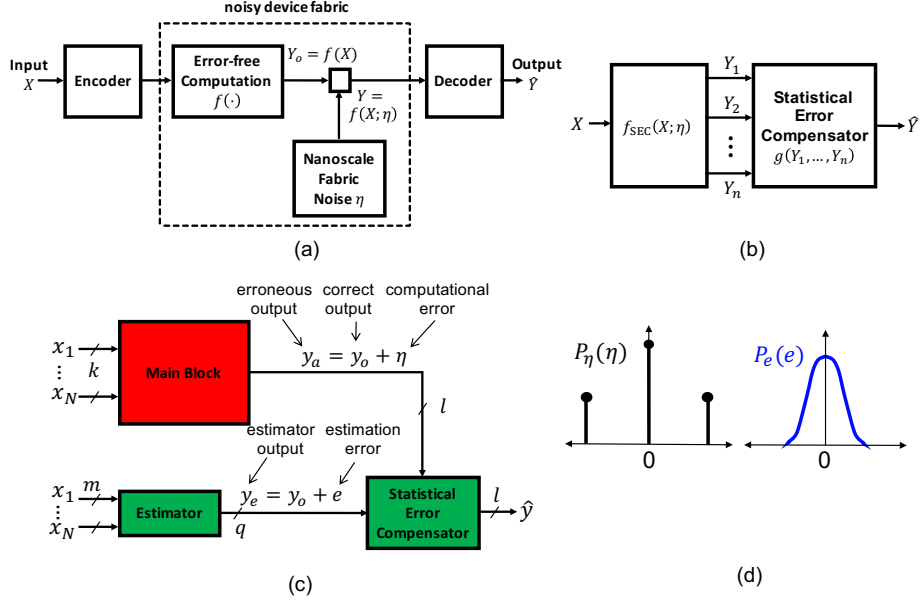 noisy device fabric
Input
X
Encoder
Error-free
Computation
f(·)
Y_o = f(X)
Y =
f(X; η)
Nanoscale
Fabric
Noise η
Decoder
Output
Ŷ
(a)
X
f_SEC(X; η)
Y_1
Y_2
⋮
Y_n
Statistical
Error
Compensator
g(Y_1, …, Y_n)
Ŷ
(b)
erroneous
output
correct
output
computational
error
x_1
k
⋮
x_N
Main Block
y_a = y_o + η
l
estimator
output
estimation
error
x_1
m
⋮
x_N
Estimator
y_e = y_o + e
q
Statistical
Error
Compensator
l
ŷ
(c)
P_η(η)
0
P_e(e)
0
(d)